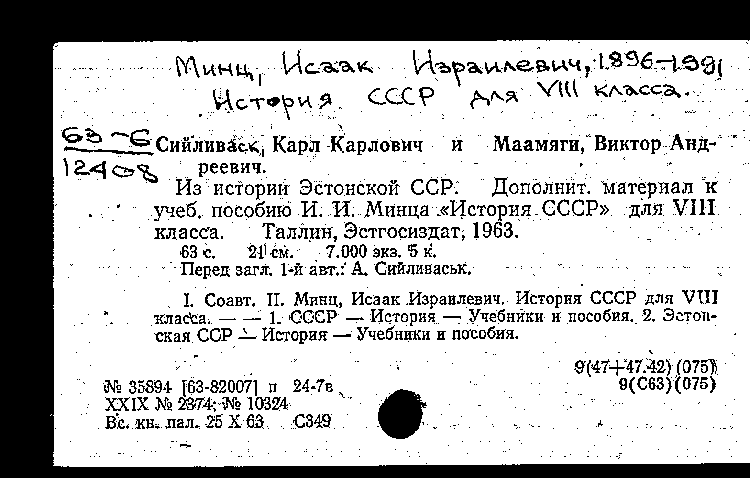 Минц, Исаак Израилевич, 1896-1991
История СССР для VIII класса.
63-6
12408
Сийливаск, Карл Карлович и Маамяги, Виктор Анд-
реевич.
Из истории Эстонской ССР. Дополнит. материал к
учеб. пособию И. И. Минца «История СССР» для VIII
класса. Таллин, Эстгосиздат, 1963.
63 с. 21 см. 7.000 экз. 5 к.
Перед загл. 1-й авт.: А. Сийливаськ.
I. Соавт. II. Минц, Исаак Израилевич. История СССР для VIII
класса. — — 1. СССР — История — Учебники и пособия. 2. Эстон-
ская ССР — История — Учебники и пособия.
9(47+47.42)(075)
№ 35894 [63-82007] п 24-7в
9(С63)(075)
XXIX № 2374; № 10324
Вс. кн. пал. 25 X 63 С349